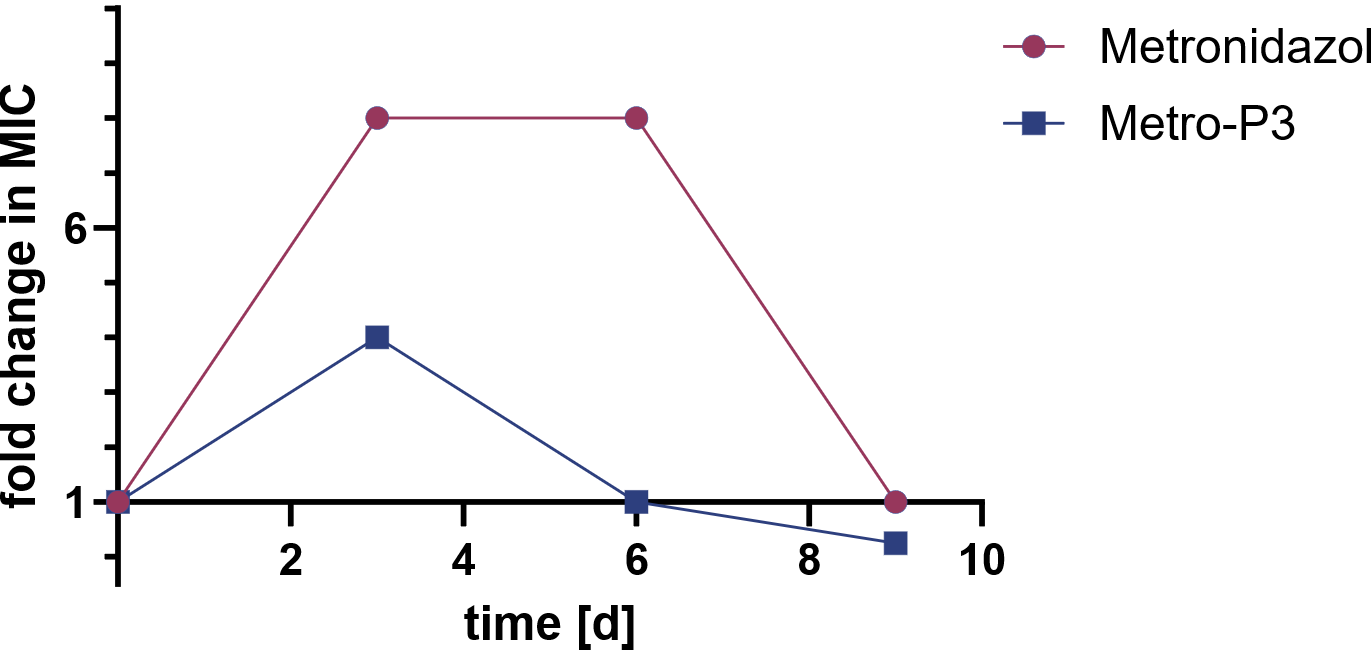 fold change in MIC
6
1
2 4 6 8 10
time [d]
Metronidazol
Metro-P3